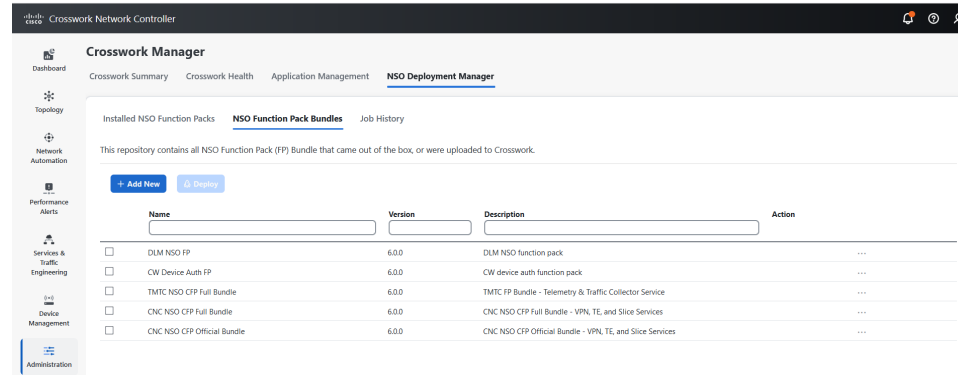 cisco Crosswork Network Controller
Dashboard
Topology
Network
Automation
Performance
Alerts
Services &
Traffic
Engineering
Device
Management
Administration
Crosswork Manager
Crosswork Summary Crosswork Health Application Management NSO Deployment Manager
Installed NSO Function Packs NSO Function Pack Bundles Job History
This repository contains all NSO Function Pack (FP) Bundle that came out of the box, or were uploaded to Crosswork.
+ Add New Deploy
Name Version Description Action
DLM NSO FP 6.0.0 DLM NSO function pack ...
CW Device Auth FP 6.0.0 CW device auth function pack ...
TMTC NSO CFP Full Bundle 6.0.0 TMTC FP Bundle - Telemetry & Traffic Collector Service ...
CNC NSO CFP Full Bundle 6.0.0 CNC NSO CFP Full Bundle - VPN, TE, and Slice Services ...
CNC NSO CFP Official Bundle 6.0.0 CNC NSO CFP Official Bundle - VPN, TE, and Slice Services ...